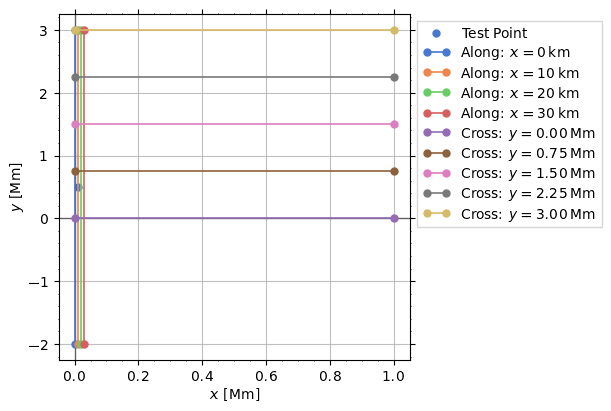 3
2
1
0
−1
−2
y [Mm]
0.0 0.2 0.4 0.6 0.8 1.0
x [Mm]
Test Point
Along: x = 0 km
Along: x = 10 km
Along: x = 20 km
Along: x = 30 km
Cross: y = 0.00 Mm
Cross: y = 0.75 Mm
Cross: y = 1.50 Mm
Cross: y = 2.25 Mm
Cross: y = 3.00 Mm